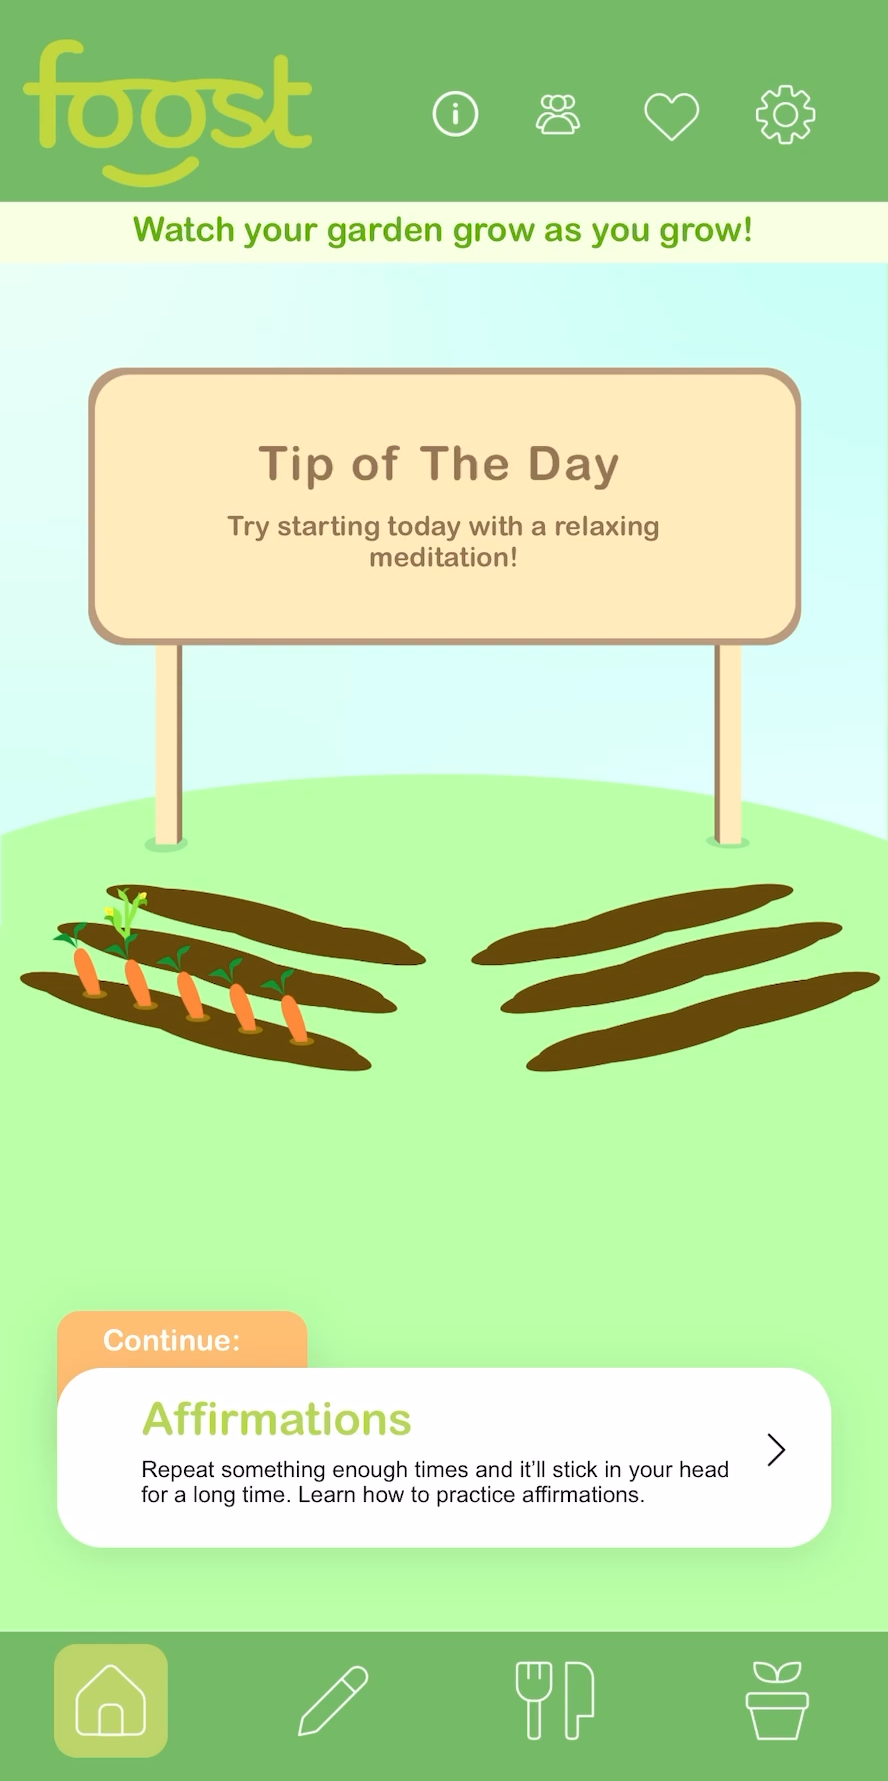 foost
Watch your garden grow as you grow!
Tip of The Day
Try starting today with a relaxing
meditation!
Continue:
Affirmations
Repeat something enough times and it’ll stick in your head
for a long time. Learn how to practice affirmations.